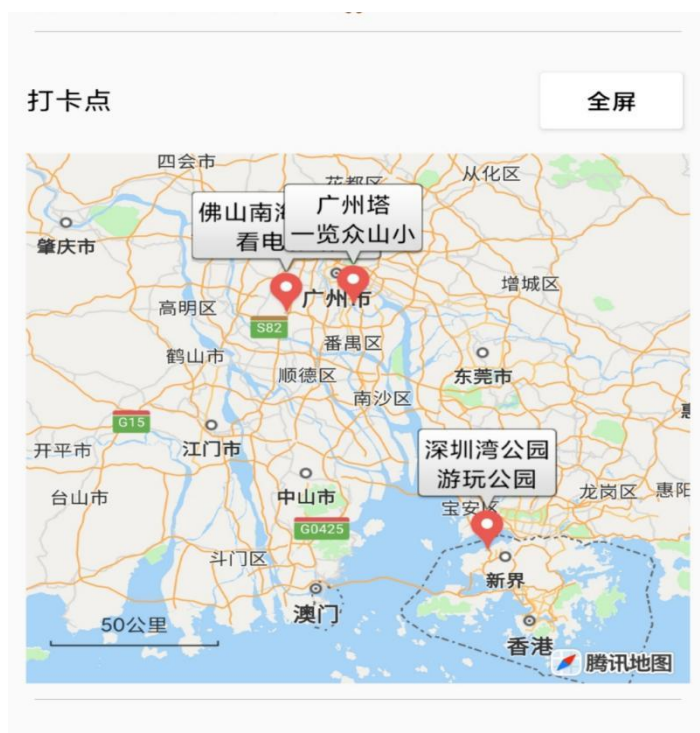 打卡点
全屏
四会市
从化区
佛山南海
看电
广州塔
一览众山小
肇庆市
增城区
广州市
高明区
S82
番禺区
鹤山市
顺德区
东莞市
南沙区
G15
开平市
江门市
深圳湾公园
游玩公园
台山市
中山市
龙岗区
惠阳
宝安区
G0425
斗门区
新界
澳门
50公里
香港
腾讯地图